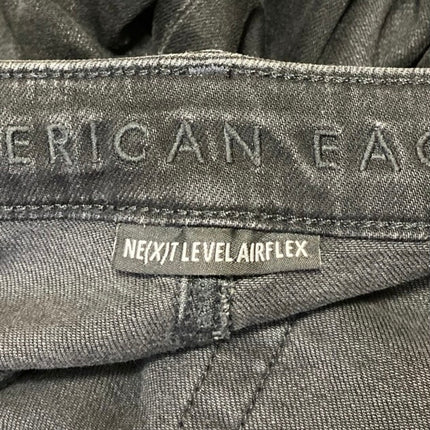 ERICAN EAG
NE(X)T LEVEL AIRFLEX